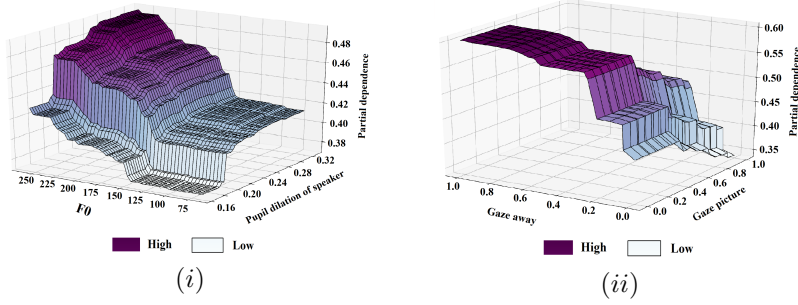 0.48
0.46
0.44
0.42
0.40
0.38
Partial dependence
250 225 200 175 150 125 100 75
F0
0.16 0.20 0.24 0.28 0.32
Pupil dilation of speaker
High Low
(i)
0.60
0.55
0.50
0.45
0.40
0.35
Partial dependence
1.0 0.8 0.6 0.4 0.2 0.0
Gaze away
0.0 0.2 0.4 0.6 0.8 1.0
Gaze picture
High Low
(ii)